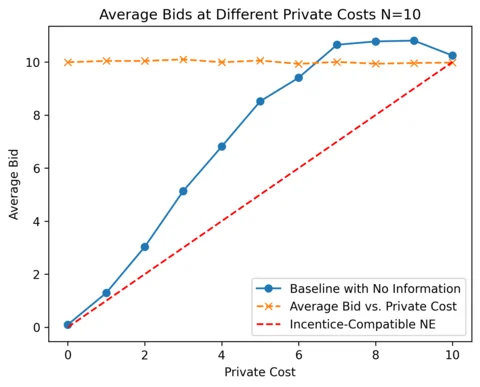 Average Bids at Different Private Costs N=10
Average Bid
10
8
6
4
2
0
0 2 4 6 8 10
Private Cost
Baseline with No Information
Average Bid vs. Private Cost
Incentice-Compatible NE